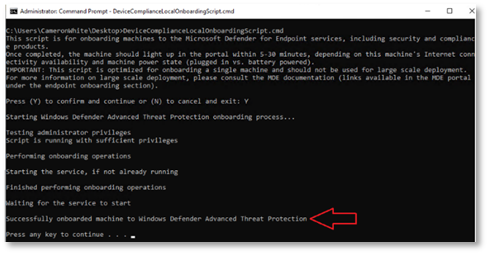 Administrator: Command Prompt - DeviceComplianceLocalOnboardingScript.cmd
C:\Users\CameronWhite\Desktop>DeviceComplianceLocalOnboardingScript.cmd
This script is for onboarding machines to the Microsoft Defender for Endpoint services, including security and complianc
e products.
Once completed, the machine should light up in the portal within 5-30 minutes, depending on this machine's Internet conn
ectivity availability and machine power state (plugged in vs. battery powered).
IMPORTANT: This script is optimized for onboarding a single machine and should not be used for large scale deployment.
For more information on large scale deployment, please consult the MDE documentation (links available in the MDE portal
under the endpoint onboarding section).
Press (Y) to confirm and continue or (N) to cancel and exit: Y
Starting Windows Defender Advanced Threat Protection onboarding process...
Testing administrator privileges
Script is running with sufficient privileges
Performing onboarding operations
Starting the service, if not already running
Finished performing onboarding operations
Waiting for the service to start
Successfully onboarded machine to Windows Defender Advanced Threat Protection
Press any key to continue . . .